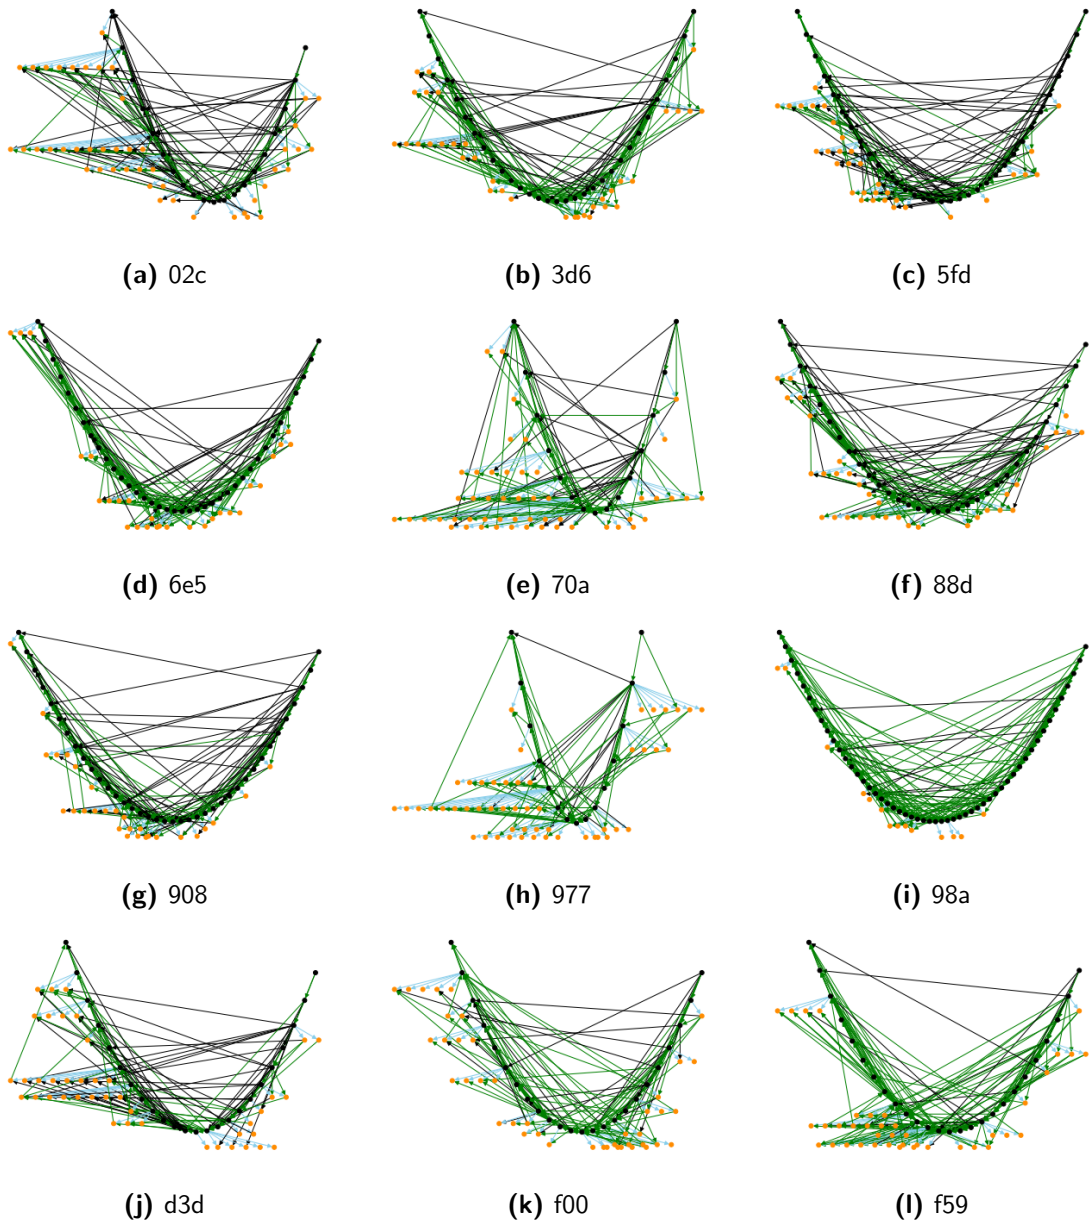 (a) 02c (b) 3d6 (c) 5fd
(d) 6e5 (e) 70a (f) 88d
(g) 908 (h) 977 (i) 98a
(j) d3d (k) f00 (l) f59